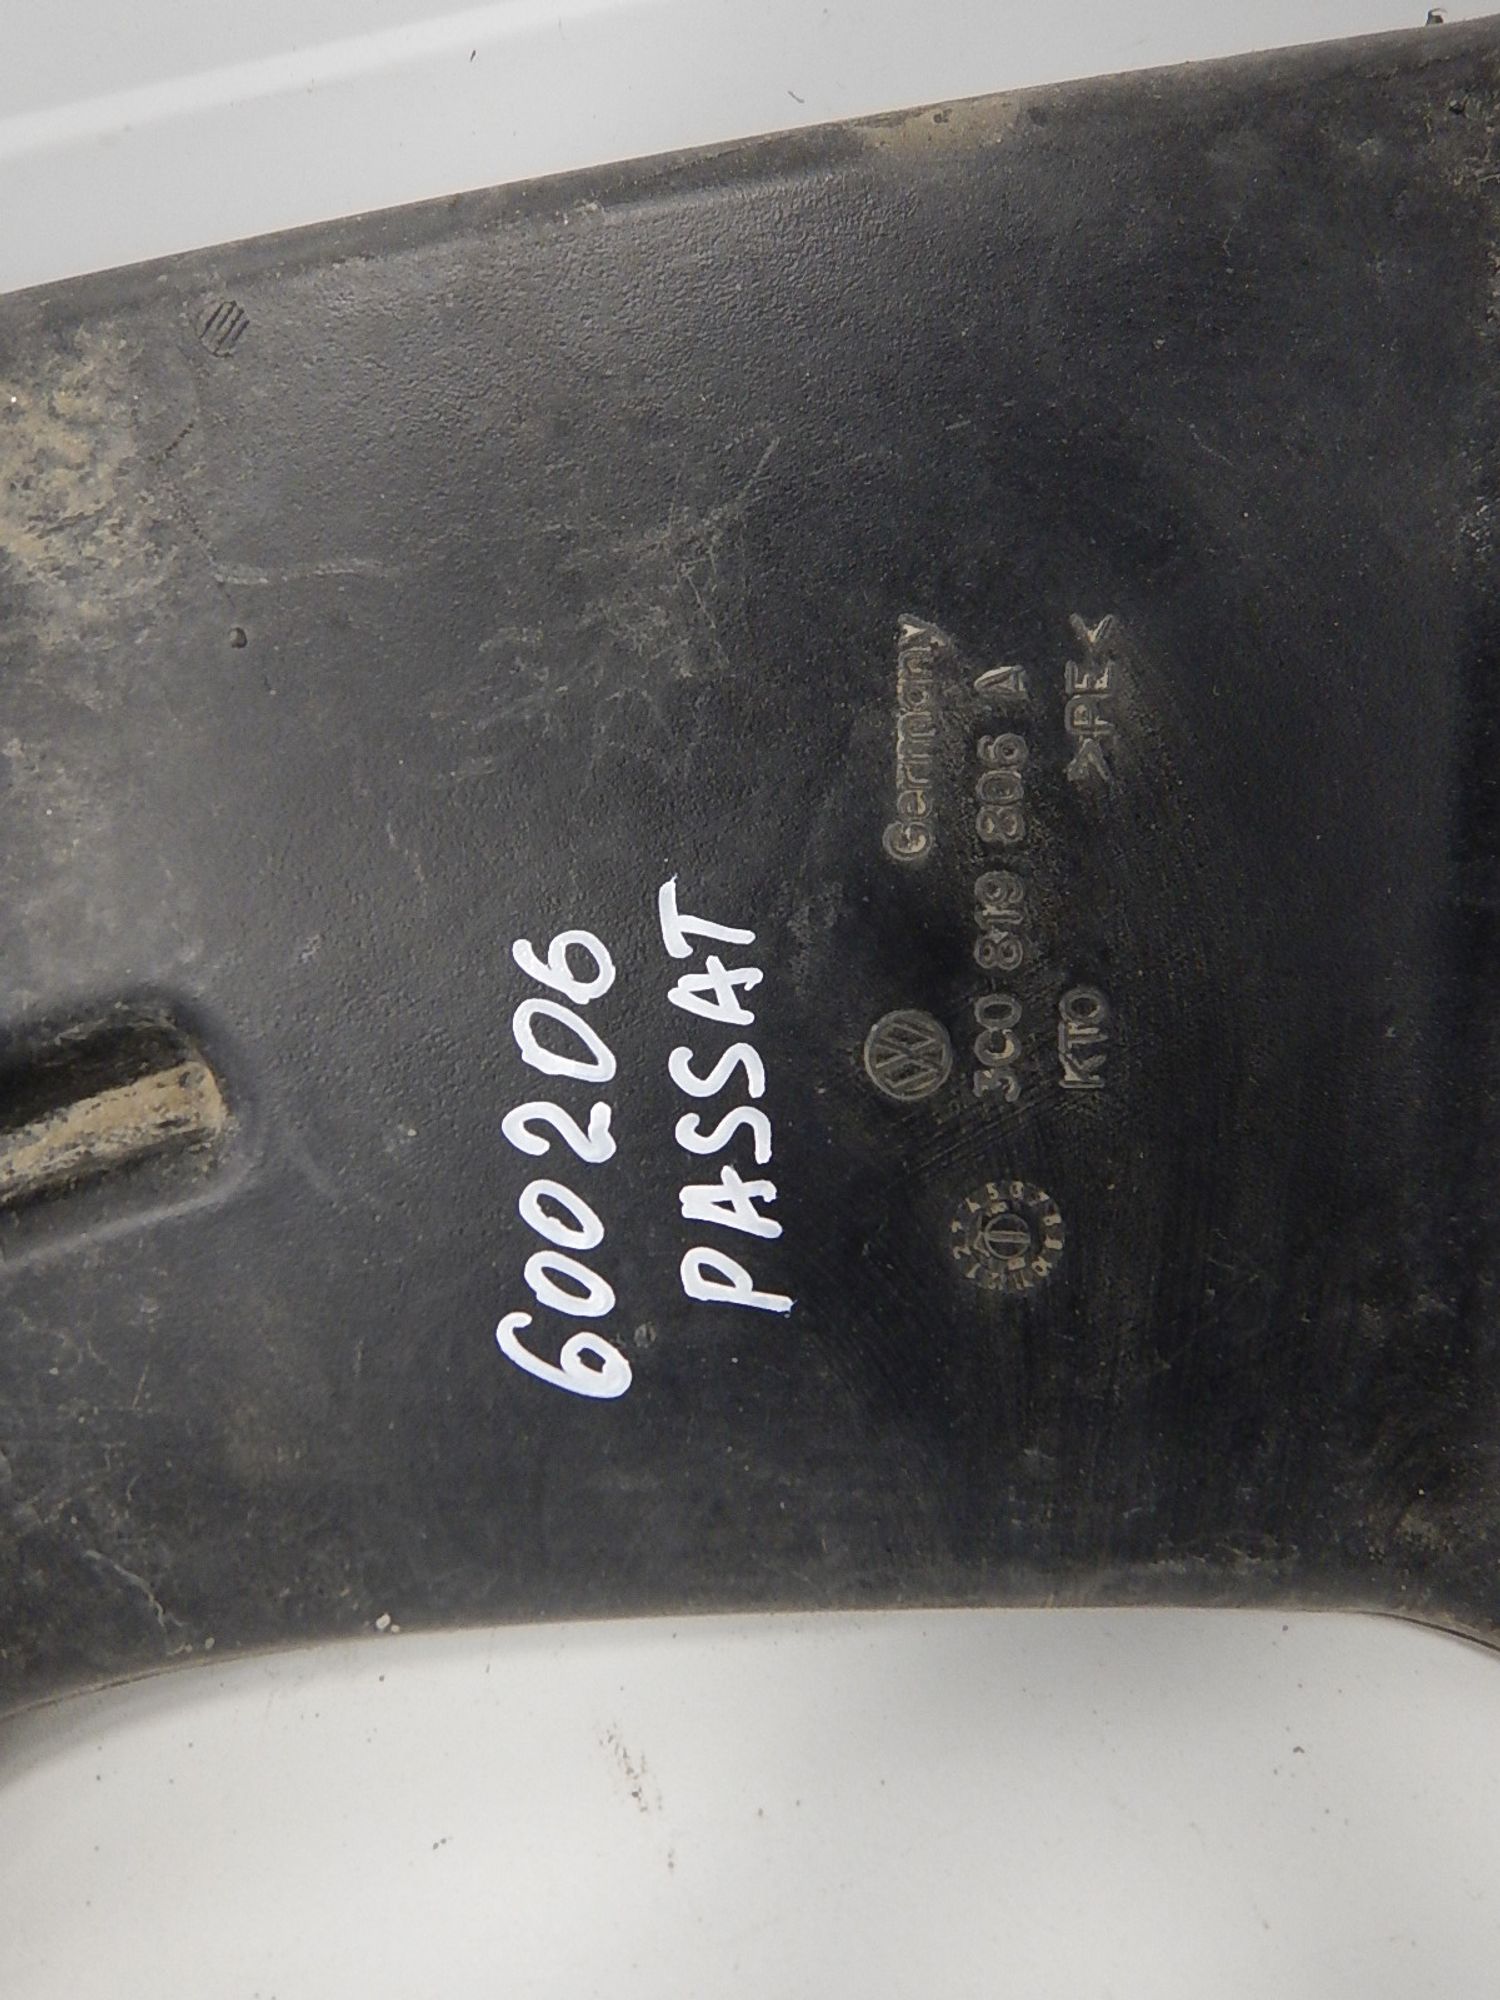 600206
PASSAT
Germany
3C0 819 806 A
KTO >PE<